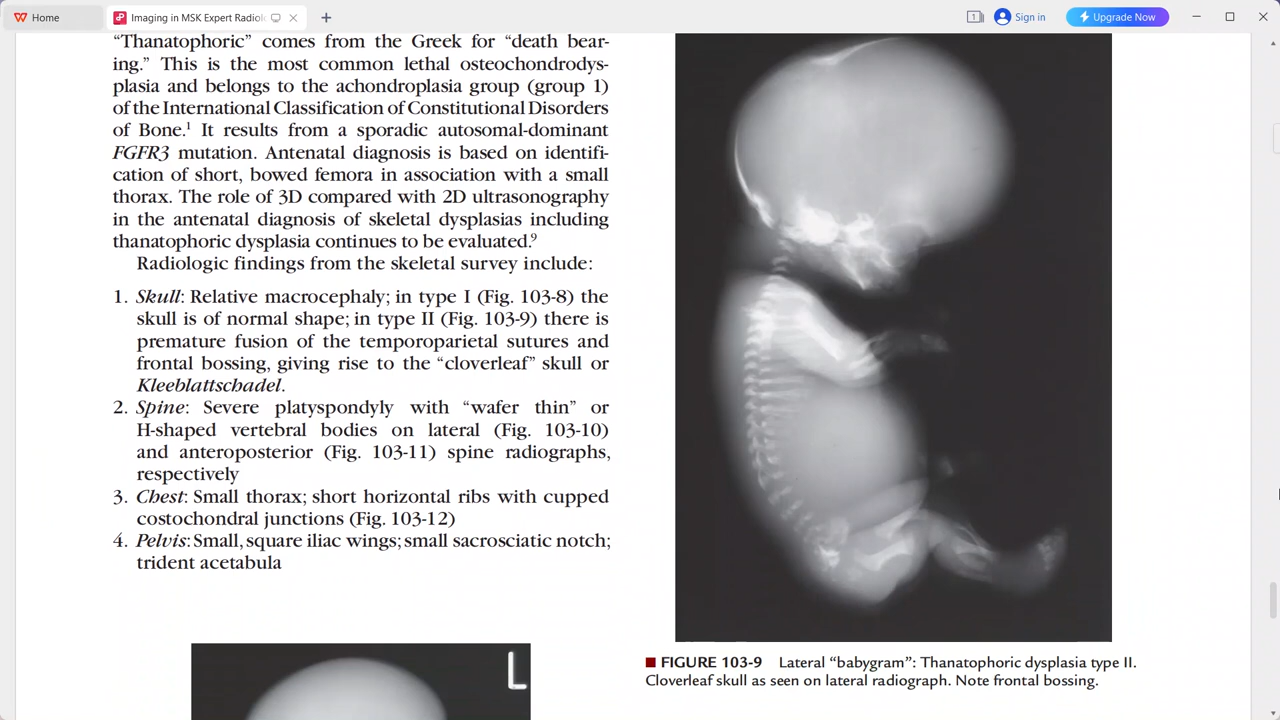 Home
Imaging in MSK Expert Radiol
1
Sign in
Upgrade Now
“Thanatophoric” comes from the Greek for “death bear-
ing.” This is the most common lethal osteochondrodys-
plasia and belongs to the achondroplasia group (group 1)
of the International Classification of Constitutional Disorders
of Bone.¹ It results from a sporadic autosomal-dominant
FGFR3 mutation. Antenatal diagnosis is based on identifi-
cation of short, bowed femora in association with a small
thorax. The role of 3D compared with 2D ultrasonography
in the antenatal diagnosis of skeletal dysplasias including
thanatophoric dysplasia continues to be evaluated.⁹
Radiologic findings from the skeletal survey include:
1. Skull: Relative macrocephaly; in type I (Fig. 103-8) the
skull is of normal shape; in type II (Fig. 103-9) there is
premature fusion of the temporoparietal sutures and
frontal bossing, giving rise to the “cloverleaf” skull or
Kleeblattschadel.
2. Spine: Severe platyspondyly with “wafer thin” or
H-shaped vertebral bodies on lateral (Fig. 103-10)
and anteroposterior (Fig. 103-11) spine radiographs,
respectively
3. Chest: Small thorax; short horizontal ribs with cupped
costochondral junctions (Fig. 103-12)
4. Pelvis: Small, square iliac wings; small sacrosciatic notch;
trident acetabula
L
■ FIGURE 103-9 Lateral “babygram”: Thanatophoric dysplasia type II.
Cloverleaf skull as seen on lateral radiograph. Note frontal bossing.